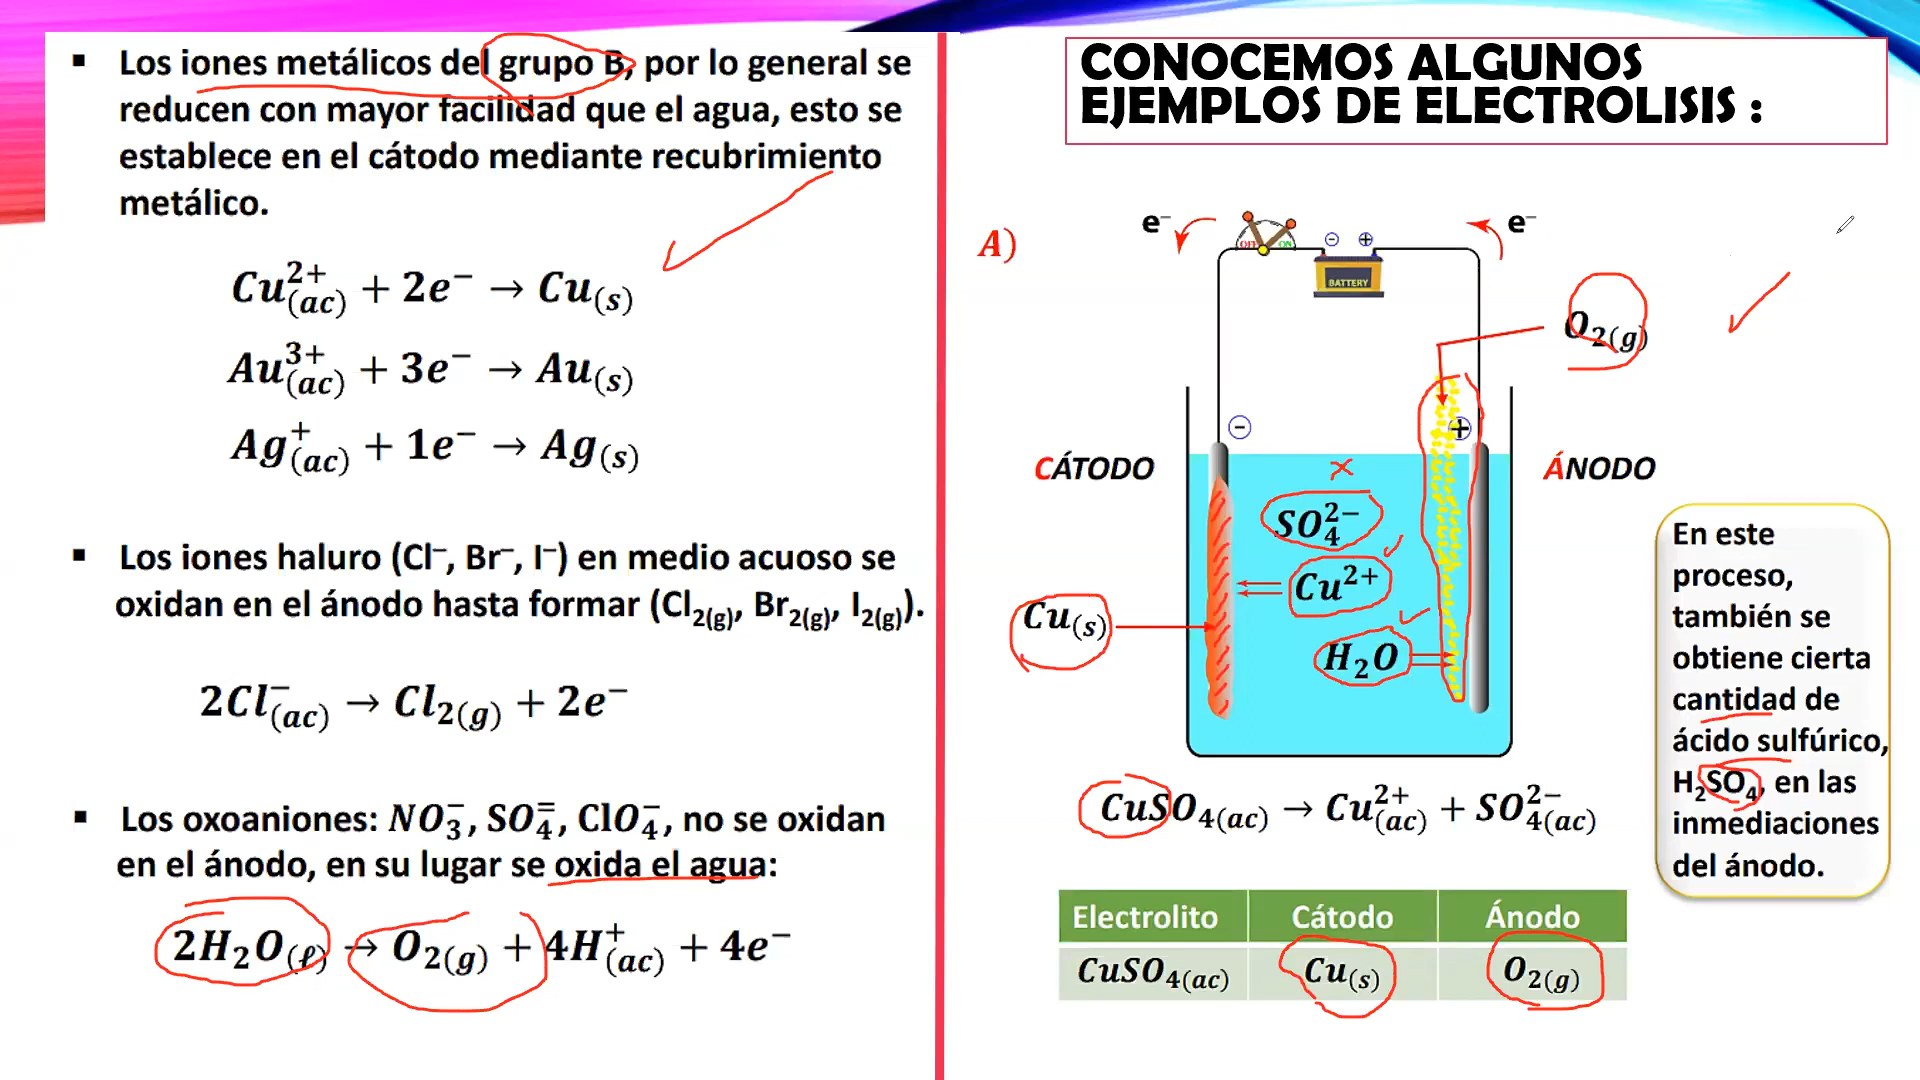 ▪ Los iones metálicos del grupo B, por lo general se
reducen con mayor facilidad que el agua, esto se
establece en el cátodo mediante recubrimiento
metálico.
Cu²⁺(ac) + 2e⁻ → Cu(s)
Au³⁺(ac) + 3e⁻ → Au(s)
Ag⁺(ac) + 1e⁻ → Ag(s)
▪ Los iones haluro (Cl⁻, Br⁻, I⁻) en medio acuoso se
oxidan en el ánodo hasta formar (Cl₂(g), Br₂(g), I₂(g)).
2Cl⁻(ac) → Cl₂(g) + 2e⁻
▪ Los oxoaniones: NO₃⁻, SO₄⁼, ClO₄⁻, no se oxidan
en el ánodo, en su lugar se oxida el agua:
2H₂O(ℓ) → O₂(g) + 4H⁺(ac) + 4e⁻
CONOCEMOS ALGUNOS
EJEMPLOS DE ELECTROLISIS :
A)
e⁻
OFF ON
− +
e⁻
BATTERY
O₂(g)
− +
CÁTODO
ÁNODO
SO₄²⁻
Cu²⁺
Cu(s)
H₂O
CuSO₄(ac) → Cu²⁺(ac) + SO₄²⁻(ac)
Electrolito Cátodo Ánodo
CuSO₄(ac) Cu(s) O₂(g)
En este
proceso,
también se
obtiene cierta
cantidad de
ácido sulfúrico,
H₂SO₄, en las
inmediaciones
del ánodo.